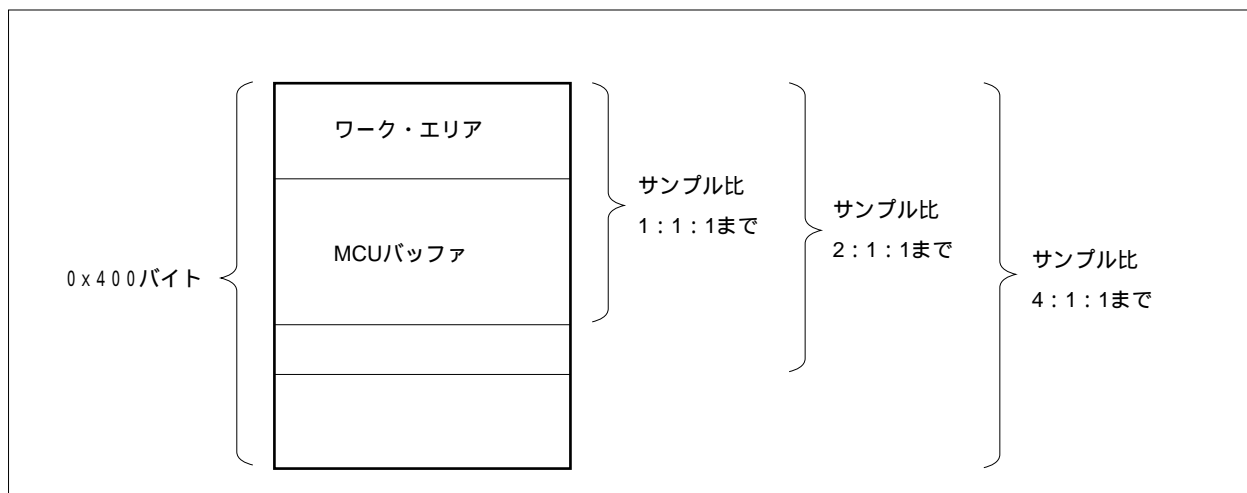 ワーク・エリア
MCUバッファ
0x400バイト
サンプル比
1:1:1まで
サンプル比
2:1:1まで
サンプル比
4:1:1まで